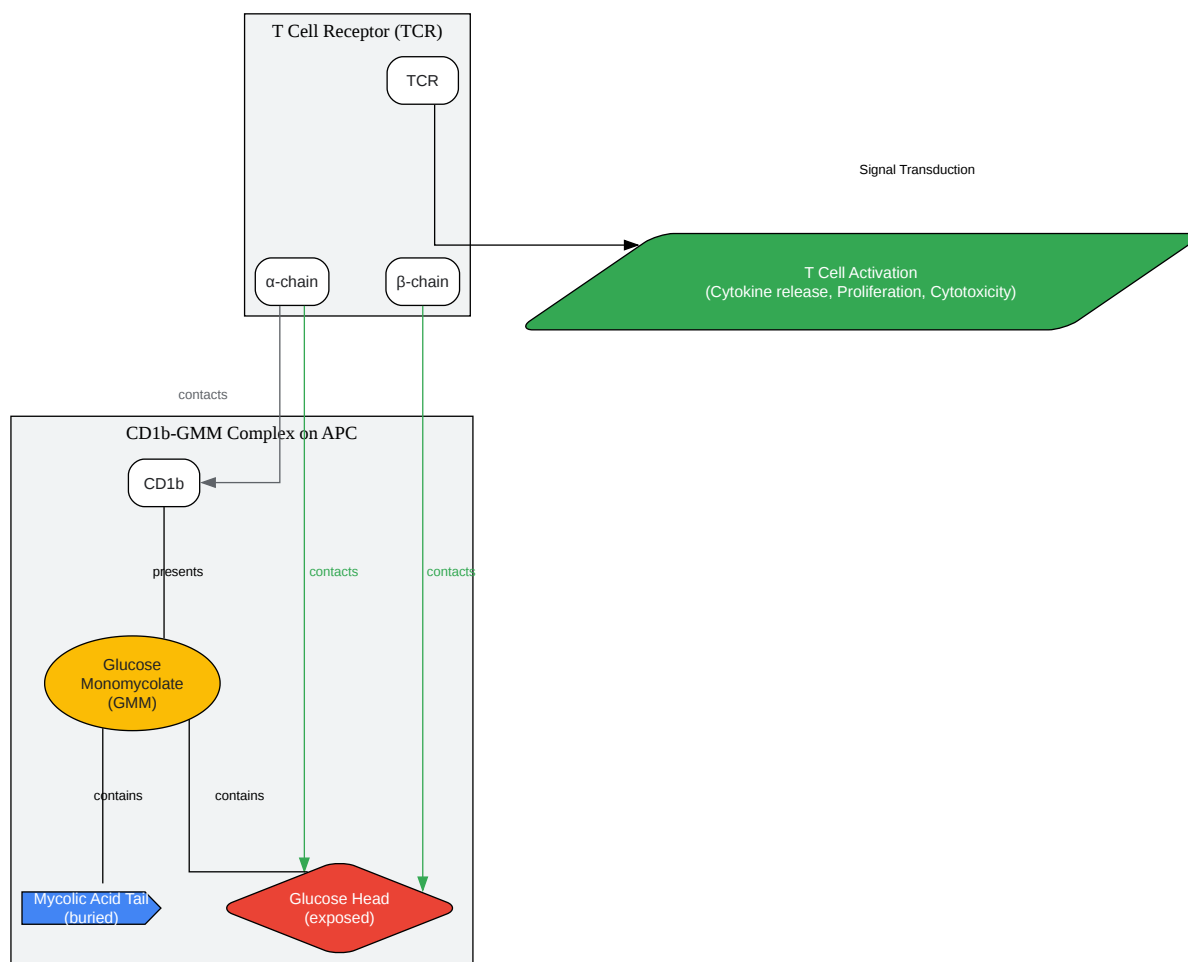 T Cell Receptor (TCR)
TCR
Signal Transduction
T Cell Activation
(Cytokine release, Proliferation, Cytotoxicity)
α-chain
β-chain
contacts
CD1b-GMM Complex on APC
CD1b
presents
contacts
contacts
Glucose
Monomycolate
(GMM)
contains
contains
Mycolic Acid Tail
(buried)
Glucose Head
(exposed)